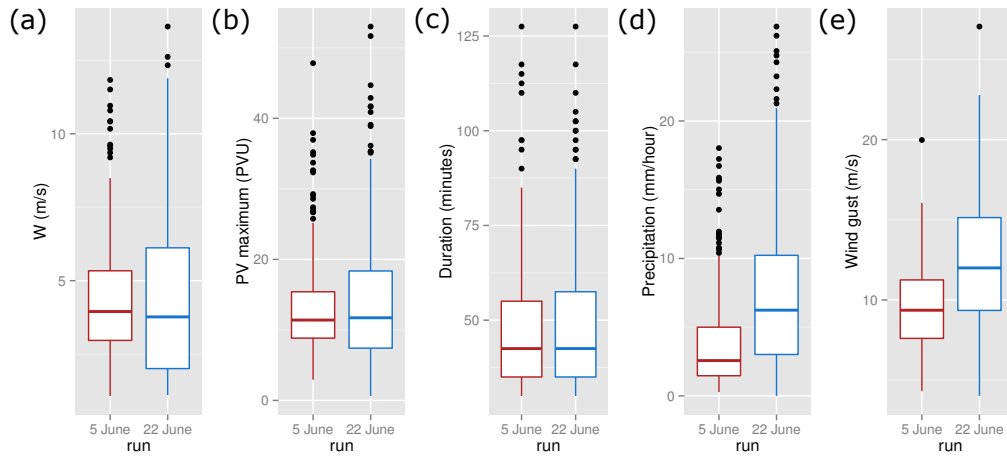 (a)
W (m/s)
10
5
5 June
22 June
run
(b)
PV maximum (PVU)
40
20
0
5 June
22 June
run
(c)
Duration (minutes)
125
100
75
50
5 June
22 June
run
(d)
Precipitation (mm/hour)
20
10
0
5 June
22 June
run
(e)
Wind gust (m/s)
20
10
5 June
22 June
run